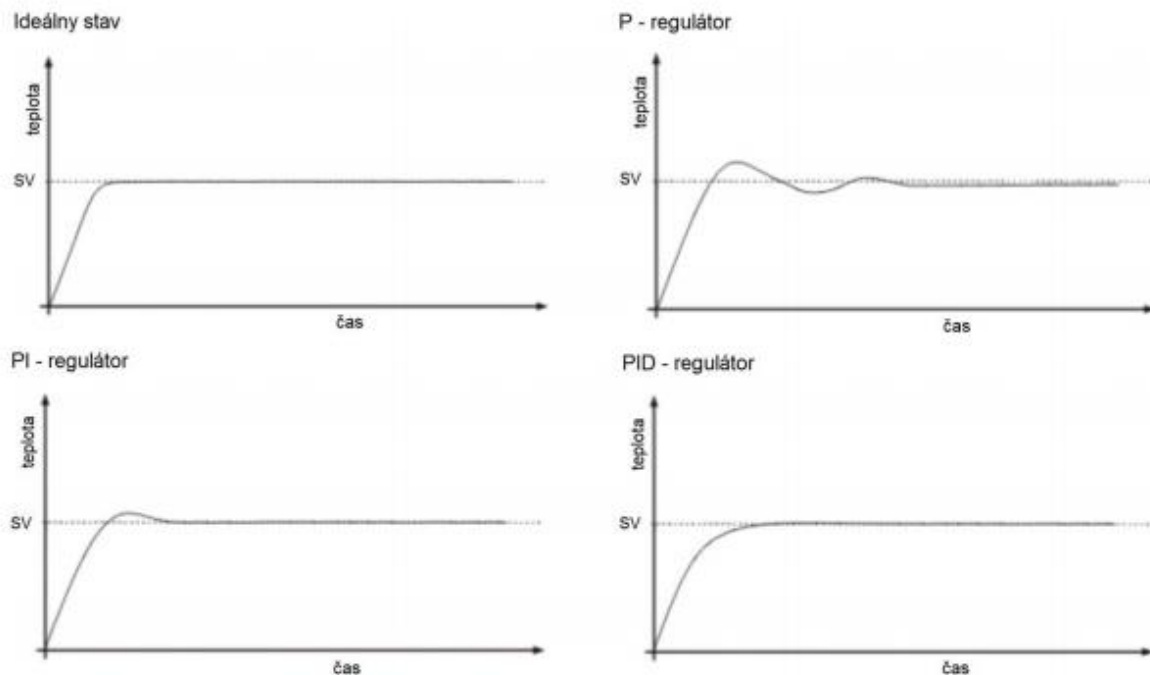 Ideálny stav
teplota
SV
čas
P - regulátor
teplota
SV
čas
PI - regulátor
teplota
SV
čas
PID - regulátor
teplota
SV
čas